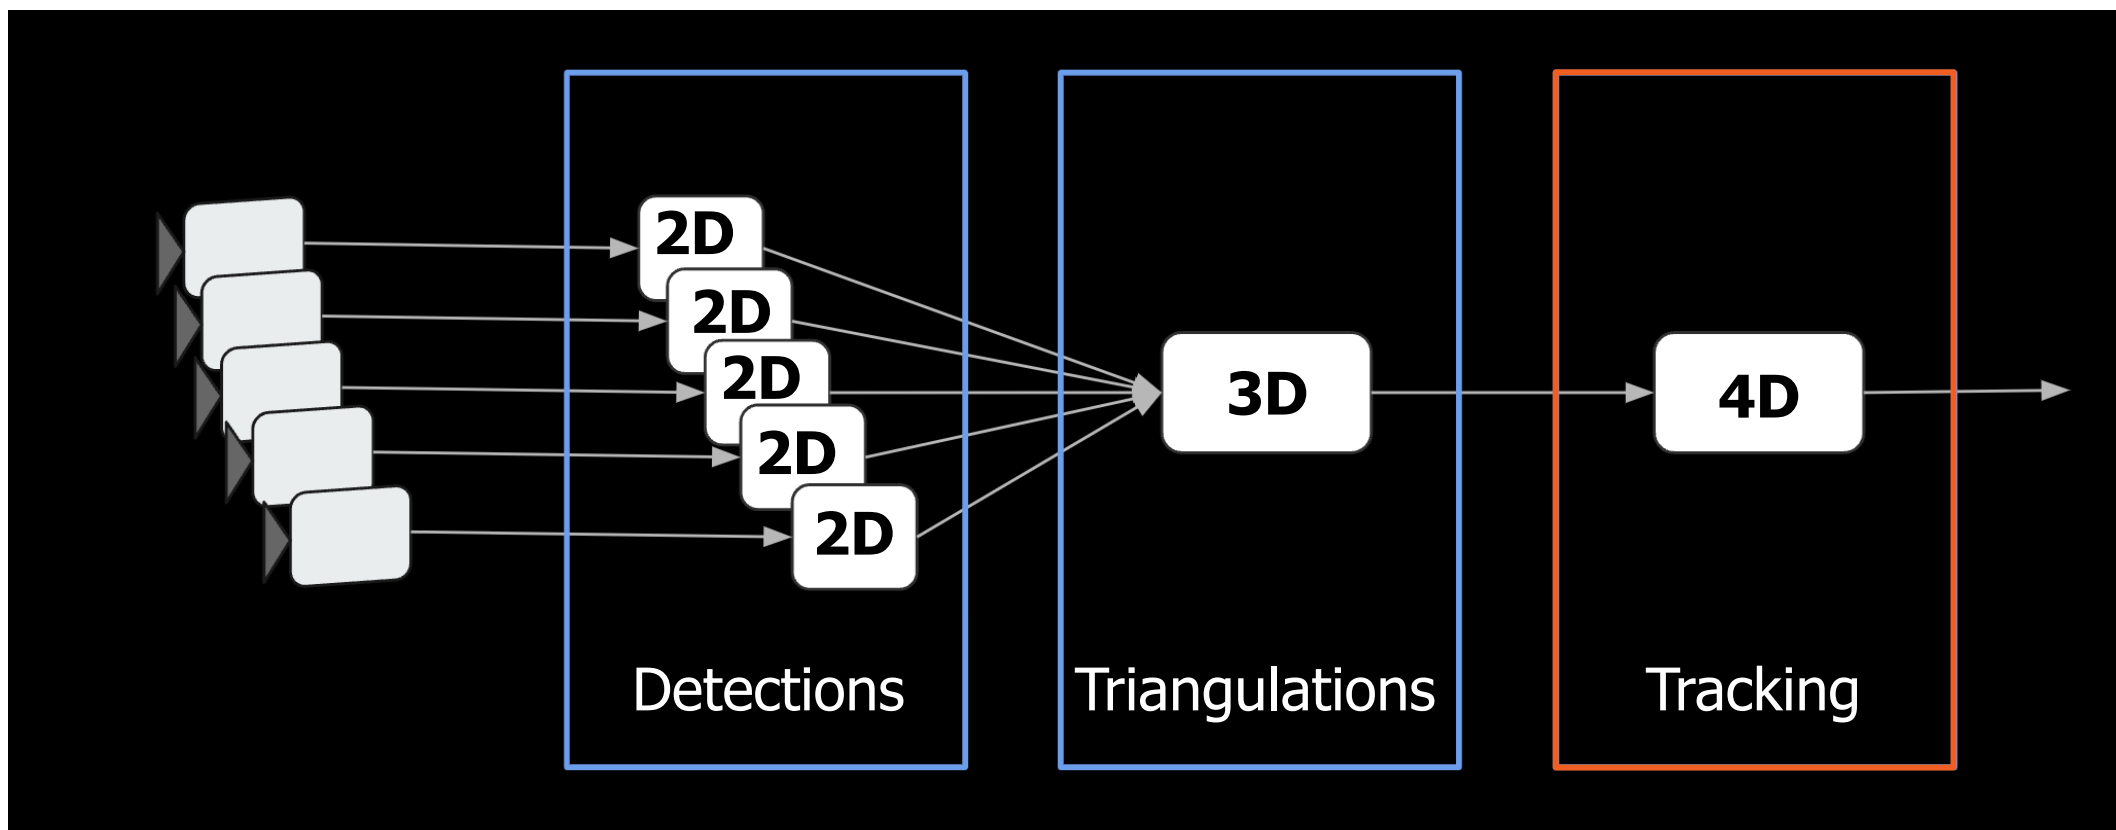 2D
2D
2D
2D
2D
Detections
3D
Triangulations
4D
Tracking